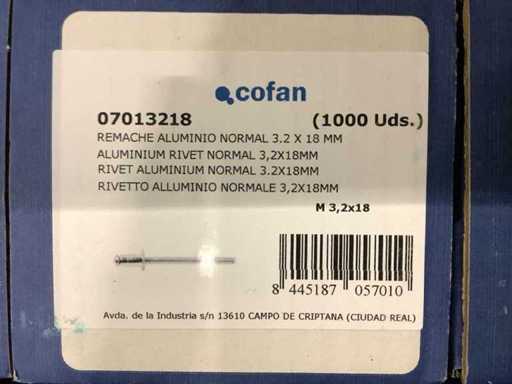 cofan
07013218 (1000 Uds.)
REMACHE ALUMINIO NORMAL 3.2 X 18 MM
ALUMINIUM RIVET NORMAL 3,2X18MM
RIVET ALUMINIUM NORMAL 3.2X18MM
RIVETTO ALLUMINIO NORMALE 3,2X18MM
M 3,2x18
8 445187 057010
Avda. de la Industria s/n 13610 CAMPO DE CRIPTANA (CIUDAD REAL)